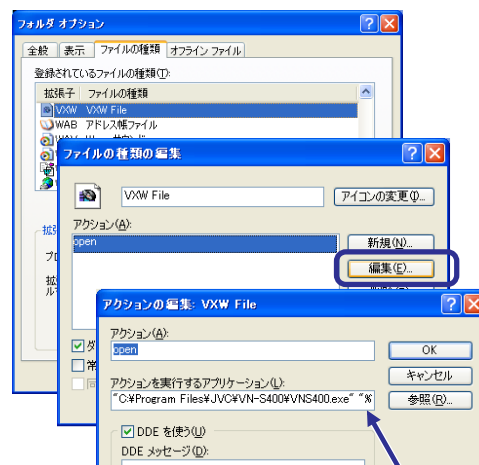 フォルダ オプション
全般 表示 ファイルの種類 オフライン ファイル
登録されているファイルの種類(T):
拡張子 ファイルの種類
VXW VXW File
WAB アドレス帳ファイル
ファイルの種類の編集
VXW File
アイコンの変更(I)...
アクション(A):
open
新規(N)...
編集(E)...
アクションの編集: VXW File
アクション(A):
open
OK
キャンセル
アクションを実行するアプリケーション(L):
"C:¥Program Files¥JVC¥VN-S400¥VNS400.exe" "%
参照(R)...
DDE を使う(U)
DDE メッセージ(D):